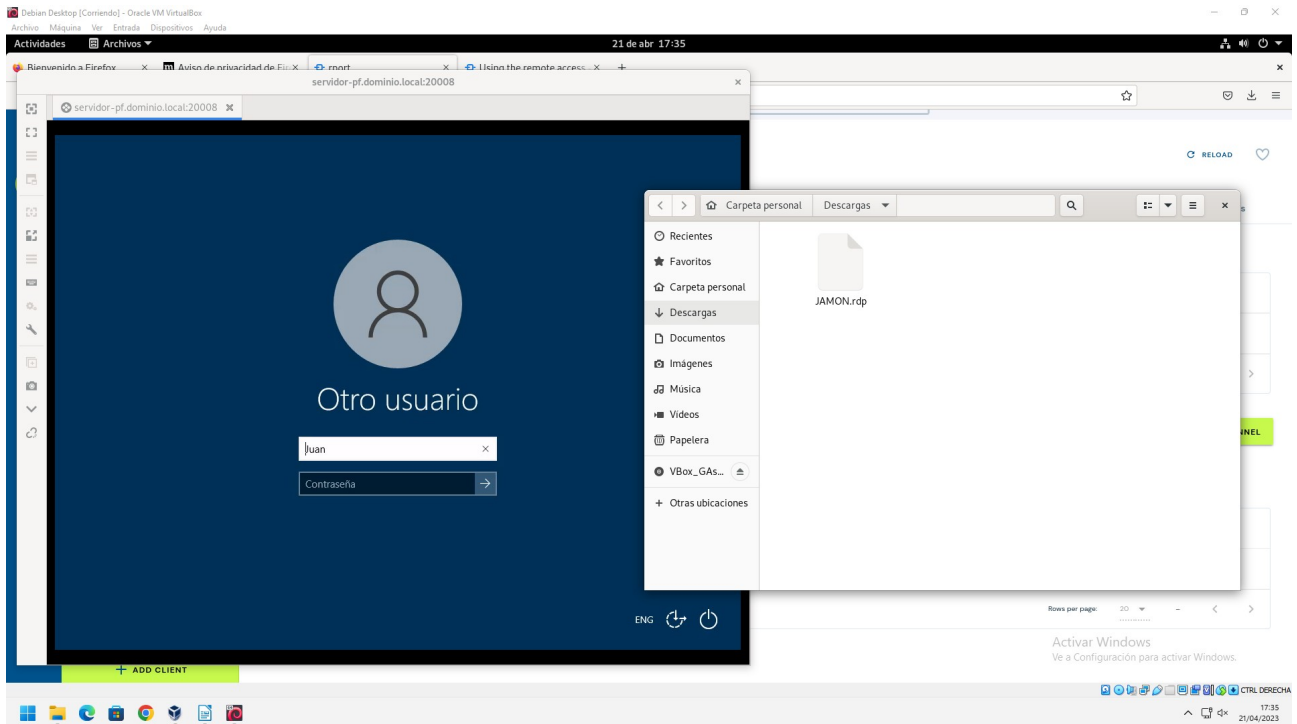 Debian Desktop [Corriendo] - Oracle VM VirtualBox
Archivo Máquina Ver Entrada Dispositivos Ayuda
Actividades Archivos 21 de abr 17:35
Bienvenido a Firefox Aviso de privacidad de Fi rport Using the remote access
servidor-pf.dominio.local:20008
servidor-pf.dominio.local:20008
RELOAD
Carpeta personal Descargas
Recientes
Favoritos
Carpeta personal
Descargas
Documentos
Imágenes
Música
Vídeos
Papelera
VBox_GAs...
+ Otras ubicaciones
JAMON.rdp
s
Otro usuario
Juan
Contraseña
ENG
NNEL
Rows per page: 20 -
Activar Windows
Ve a Configuración para activar Windows.
+ ADD CLIENT
CTRL DERECHA
17:35
21/04/2023